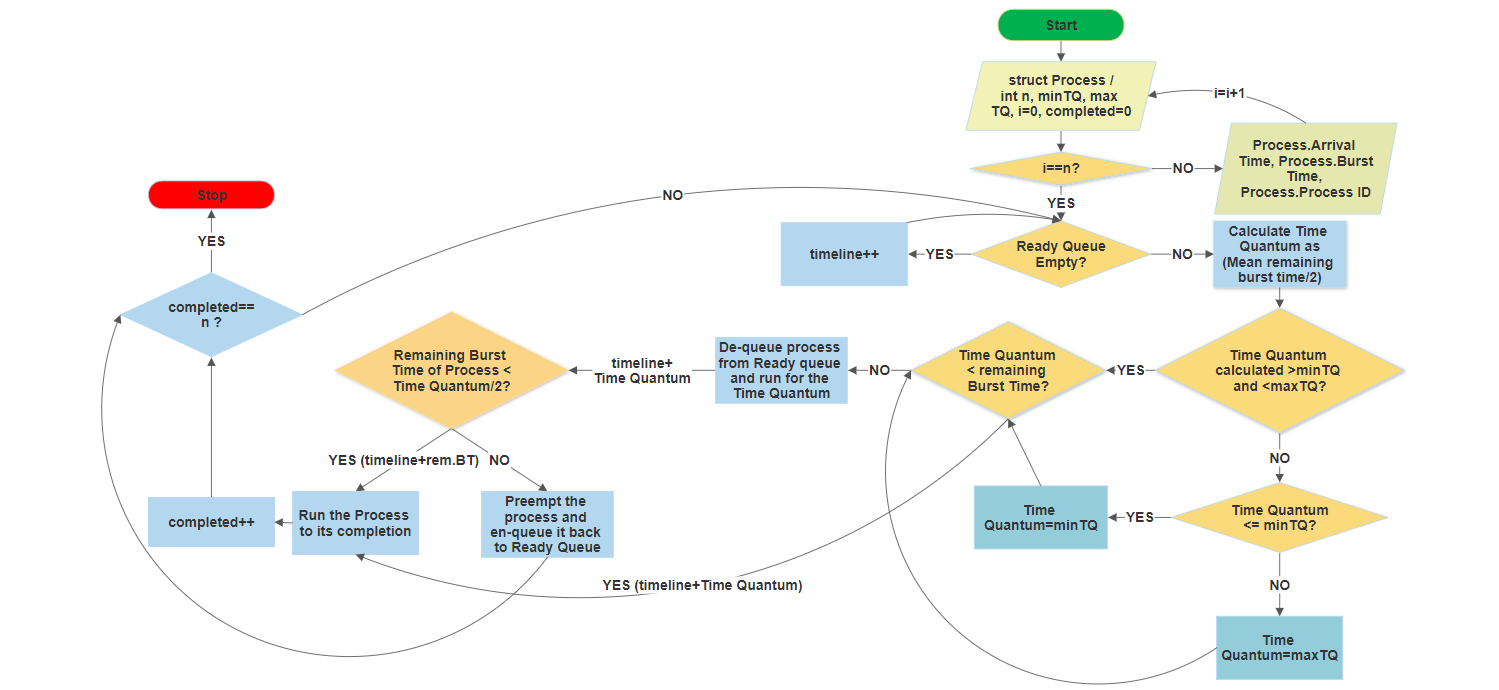 Start
struct Process /
int n, minTQ, max
TQ, i=0, completed=0
i=i+1
i==n?
NO
Process.Arrival
Time, Process.Burst
Time,
Process.Process ID
YES
Ready Queue
Empty?
YES
timeline++
NO
Calculate Time
Quantum as
(Mean remaining
burst time/2)
Time Quantum
calculated >minTQ
and <maxTQ?
YES
NO
Time Quantum
<= minTQ?
YES
Time
Quantum=minTQ
NO
Time
Quantum=maxTQ
Time Quantum
< remaining
Burst Time?
NO
De-queue process
from Ready queue
and run for the
Time Quantum
YES (timeline+Time Quantum)
timeline+
Time Quantum
Remaining Burst
Time of Process <
Time Quantum/2?
YES (timeline+rem.BT)
NO
Run the Process
to its completion
Preempt the
process and
en-queue it back
to Ready Queue
completed++
completed==
n ?
NO
YES
Stop